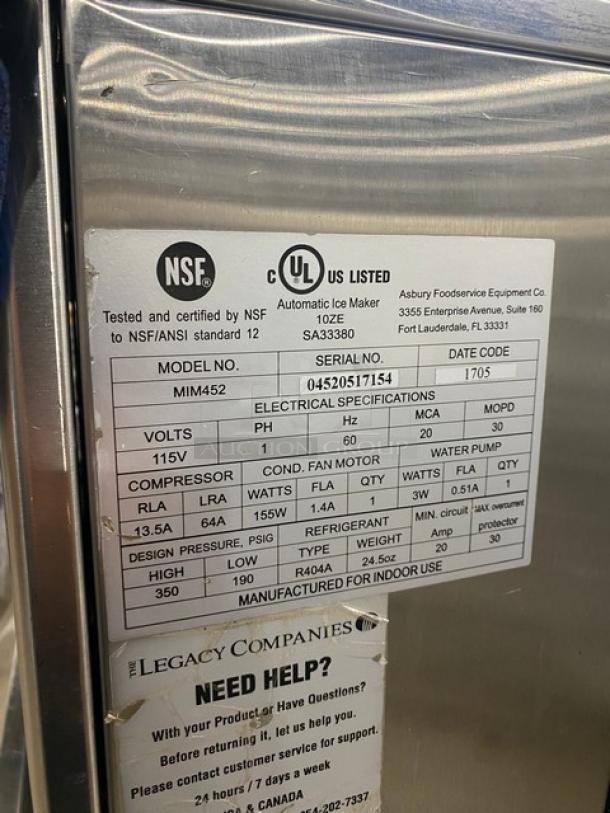 NSF®
C UL US LISTED
Tested and certified by NSF
to NSF/ANSI standard 12
Automatic Ice Maker
10ZE
SA33380
Asbury Foodservice Equipment Co.
3355 Enterprise Avenue, Suite 160
Fort Lauderdale, FL 33331
MODEL NO. SERIAL NO. DATE CODE
MIM452 04520517154 1705
ELECTRICAL SPECIFICATIONS
VOLTS PH Hz MCA MOPD
115V 1 60 20 30
COMPRESSOR COND. FAN MOTOR WATER PUMP
RLA LRA WATTS FLA QTY WATTS FLA QTY
13.5A 64A 155W 1.4A 1 3W 0.51A 1
DESIGN PRESSURE, PSIG REFRIGERANT MIN. circuit Amp MAX. overcurrent protector
HIGH LOW TYPE WEIGHT
350 190 R404A 24.5oz 20 30
MANUFACTURED FOR INDOOR USE
AUCTION GROUP
THE LEGACY COMPANIES
NEED HELP?
With your Product or Have Questions?
Before returning it, let us help you.
Please contact customer service for support.
24 hours / 7 days a week
& CANADA
-202-7337